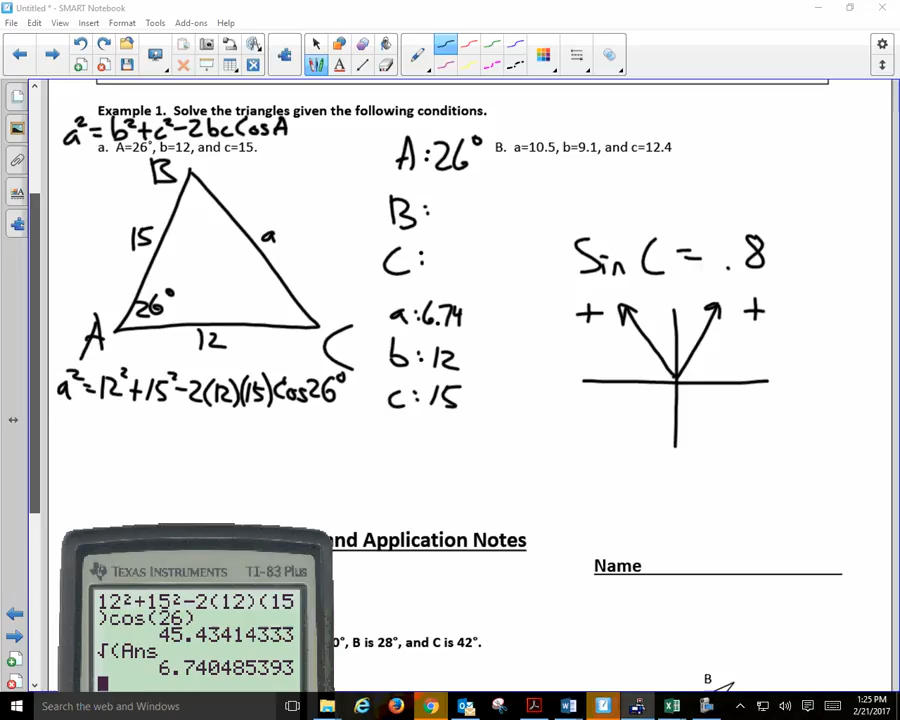 Untitled * - SMART Notebook
File Edit View Insert Format Tools Add-ons Help
Example 1. Solve the triangles given the following conditions.
a² = b² + c² - 2bc Cos A
a. A=26°, b=12, and c=15.
B. a=10.5, b=9.1, and c=12.4
A: 26°
B
B:
15
a
C:
Sin C = .8
26°
+ +
a: 6.74
A
12
C
b: 12
a² = 12² + 15² - 2(12)(15) Cos 26°
c: 15
and Application Notes
Name
TEXAS INSTRUMENTS TI-83 Plus
12²+15²-2(12)(15
)cos(26)
45.43414333
√(Ans
6.740485393
0°, B is 28°, and C is 42°.
B
Search the web and Windows
1:25 PM
2/21/2017